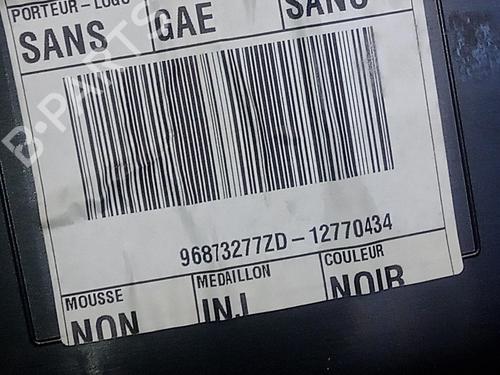 PORTEUR-LOGO
SANS GAE SANS
B-PARTS
96873277ZD-12770434
MOUSSE MEDAILLON COULEUR
NON INJ NOIR